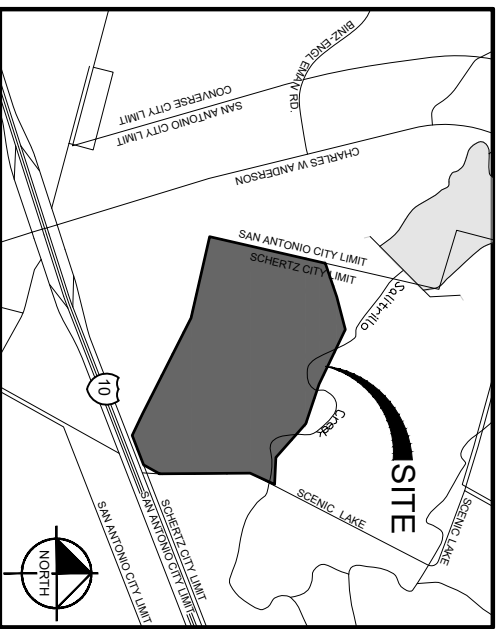 BINZ-ENGLEMAN RD.
CONVERSE CITY LIMIT
SAN ANTONIO CITY LIMIT
CHARLES W ANDERSON
SAN ANTONIO CITY LIMIT
SCHERTZ CITY LIMIT
Salitrillo
Creek
SITE
SCENIC LAKE
SCENIC LAKE
10
SCHERTZ CITY LIMIT
SAN ANTONIO CITY LIMIT
SAN ANTONIO CITY LIMIT
NORTH